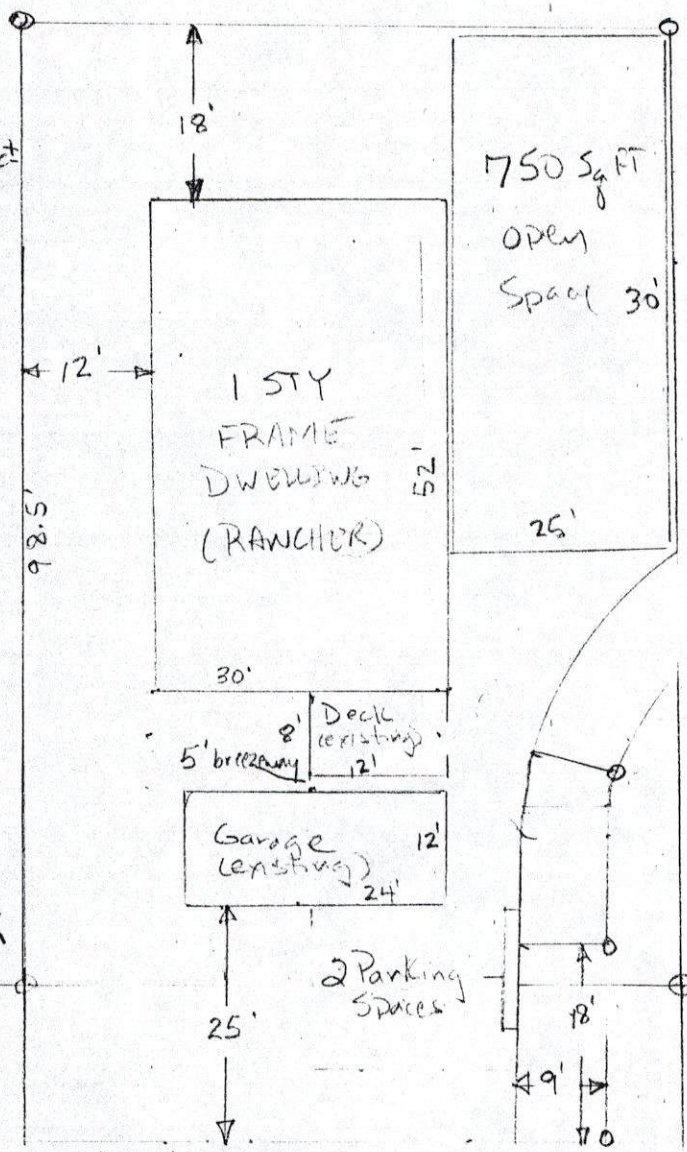 18'
750 Sq FT
open
Space 30'
12'
1 STY
FRAME
DWELLING
(RANCHER)
52'
98.5'
25'
30'
8'
Deck
(existing)
12'
5' breezeway
Garage
(existing)
12'
24'
2 Parking
Spaces
25'
18'
9'